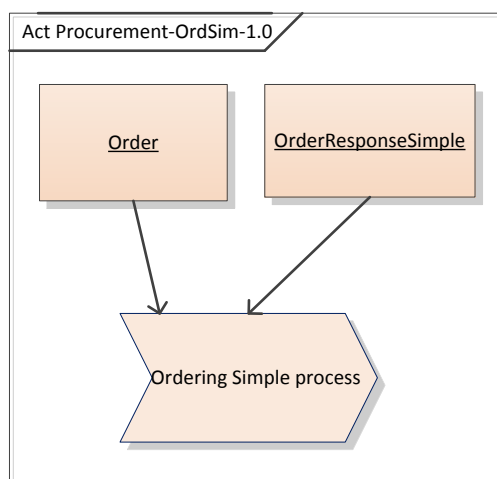 Act Procurement-OrdSim-1.0
Order
OrderResponseSimple
Ordering Simple process